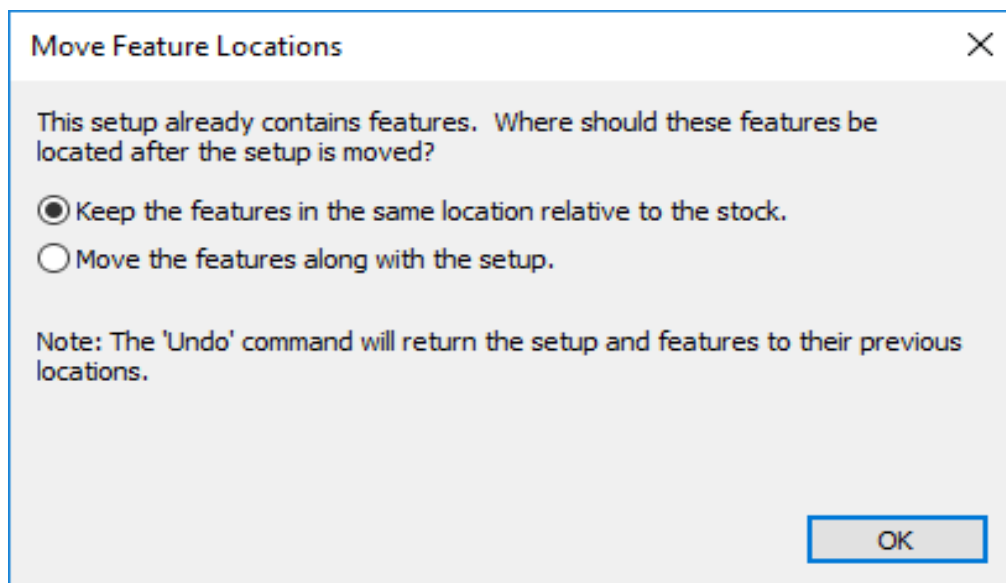 Move Feature Locations
This setup already contains features.  Where should these features be
located after the setup is moved?
Keep the features in the same location relative to the stock.
Move the features along with the setup.
Note: The 'Undo' command will return the setup and features to their previous
locations.
OK